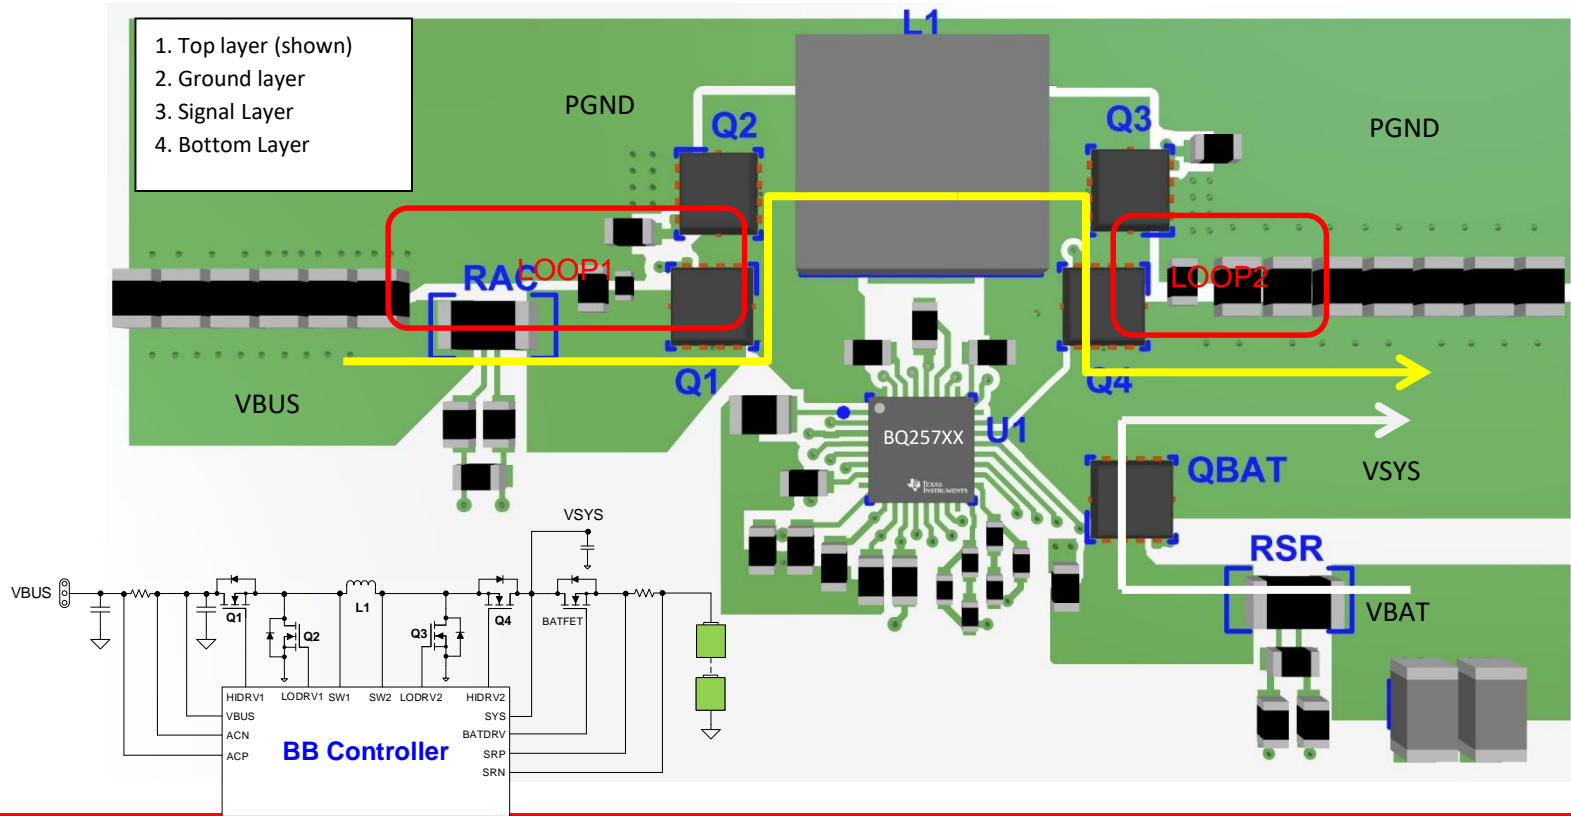 1. Top layer (shown)
2. Ground layer
3. Signal Layer
4. Bottom Layer
L1
PGND
Q2
Q3
PGND
RAC
LOOP1
LOOP2
Q1
Q4
VBUS
BQ257XX
U1
TEXAS
INSTRUMENTS
QBAT
VSYS
RSR
VBAT
VSYS
VBUS
Q1
Q2
L1
Q3
Q4
BATFET
HIDRV1
LODRV1
SW1
SW2
LODRV2
HIDRV2
VBUS
SYS
ACN
BATDRV
ACP
SRP
SRN
BB Controller